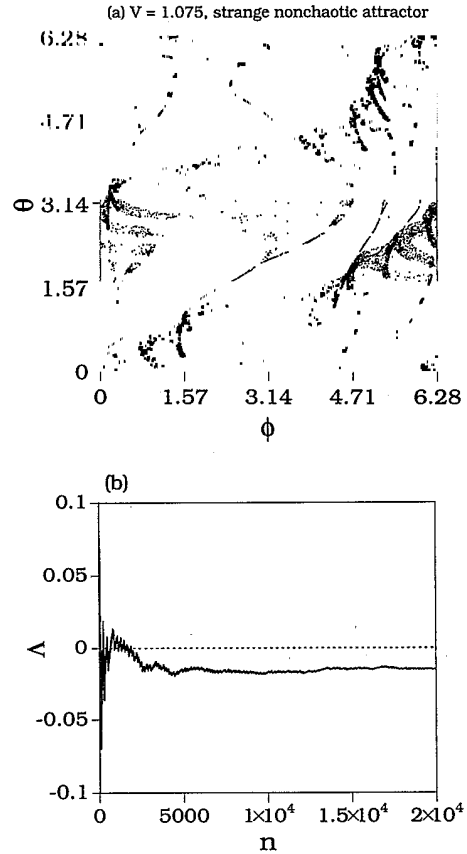 (a) V = 1.075, strange nonchaotic attractor
6.28
4.71
θ 3.14
1.57
0
0 1.57 3.14 4.71 6.28
ϕ
(b)
0.1
0.05
Λ 0
-0.05
-0.1
0 5000 1×10⁴ 1.5×10⁴ 2×10⁴
n